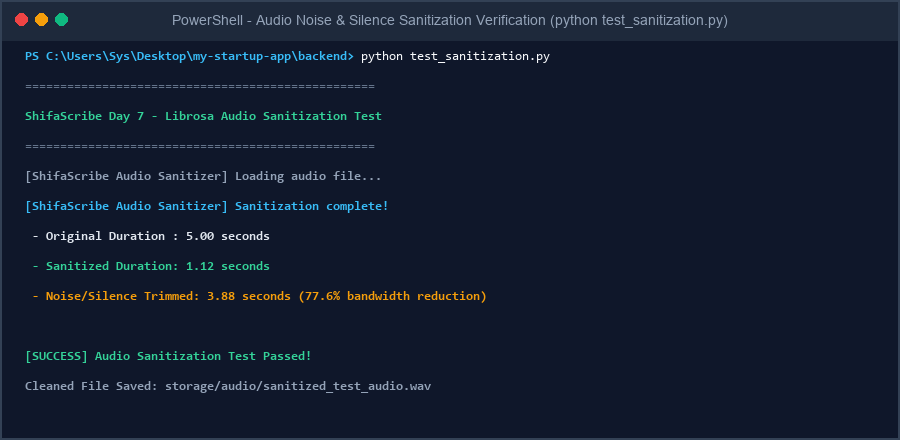 PowerShell - Audio Noise & Silence Sanitization Verification (python test_sanitization.py)
PS C:\Users\Sys\Desktop\my-startup-app\backend> python test_sanitization.py
==================================================
ShifaScribe Day 7 - Librosa Audio Sanitization Test
==================================================
[ShifaScribe Audio Sanitizer] Loading audio file...
[ShifaScribe Audio Sanitizer] Sanitization complete!
- Original Duration : 5.00 seconds
- Sanitized Duration: 1.12 seconds
- Noise/Silence Trimmed: 3.88 seconds (77.6% bandwidth reduction)
[SUCCESS] Audio Sanitization Test Passed!
Cleaned File Saved: storage/audio/sanitized_test_audio.wav